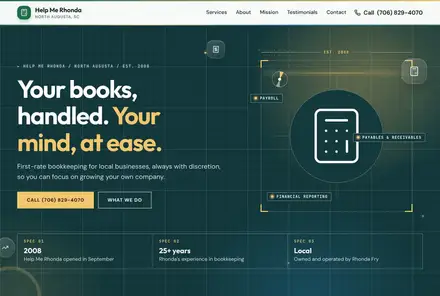 Help Me Rhonda
NORTH AUGUSTA, SC
Services About Mission Testimonials Contact Call (706) 829-4070
HELP ME RHONDA / NORTH AUGUSTA / EST. 2008
Your books,
handled. Your
mind, at ease.
First-rate bookkeeping for local businesses, always with discretion,
so you can focus on growing your own company.
CALL (706) 829-4070 WHAT WE DO
EST. 2008
PAYROLL
PAYABLES & RECEIVABLES
FINANCIAL REPORTING
SPEC 01
2008
Help Me Rhonda opened in September
SPEC 02
25+ years
Rhonda's experience in bookkeeping
SPEC 03
Local
Owned and operated by Rhonda Fry